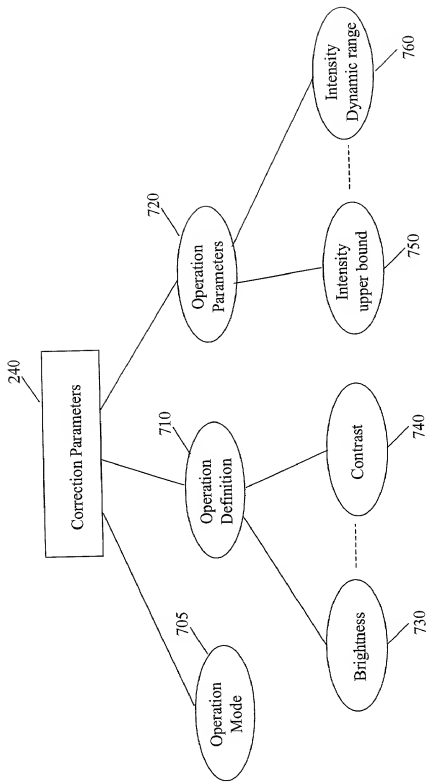 240
Correction Parameters
705
Operation
Mode
710
Operation
Definition
720
Operation
Parameters
Brightness
730
Contrast
740
Intensity
upper bound
750
Intensity
Dynamic range
760